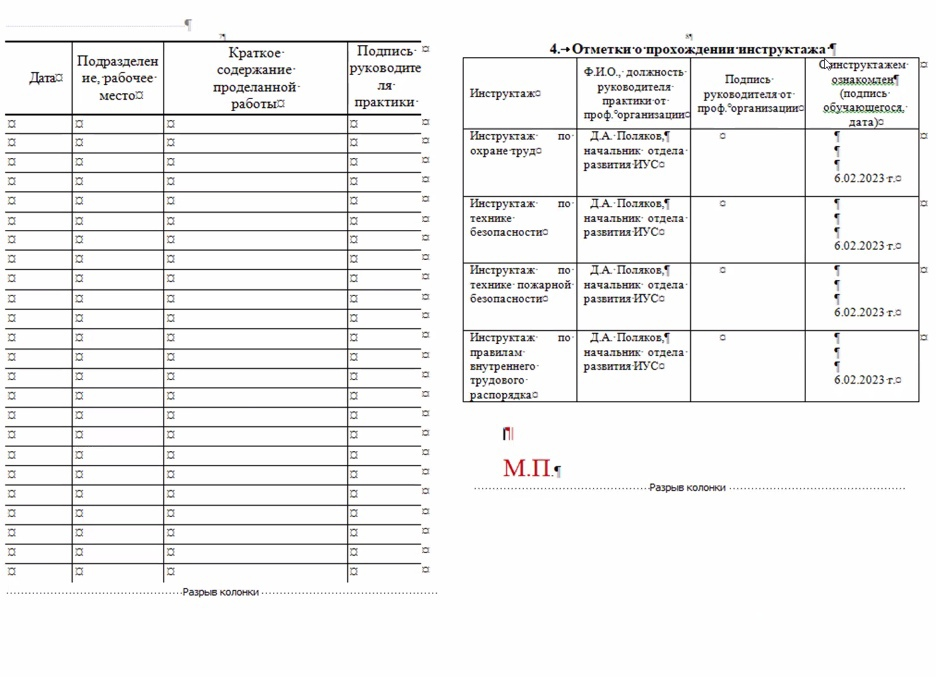 Дата
Подразделен
ие, рабочее
место
Краткое
содержание
проделанной
работы
Подпись
руководите
ля
практики
Разрыв колонки
4. Отметки о прохождении инструктажа
Инструктаж
Ф.И.О., должность
руководителя
практики от
проф. организации
Подпись
руководителя от
проф. организации
С инструктажем
ознакомлен
(подпись
обучающегося,
дата)
Инструктаж по
охране труд
Д.А. Поляков,
начальник отдела
развития ИУС
6.02.2023 г.
Инструктаж по
технике
безопасности
Д.А. Поляков,
начальник отдела
развития ИУС
6.02.2023 г.
Инструктаж по
технике пожарной
безопасности
Д.А. Поляков,
начальник отдела
развития ИУС
6.02.2023 г.
Инструктаж по
правилам
внутреннего
трудового
распорядка
Д.А. Поляков,
начальник отдела
развития ИУС
6.02.2023 г.
М.П.
Разрыв колонки